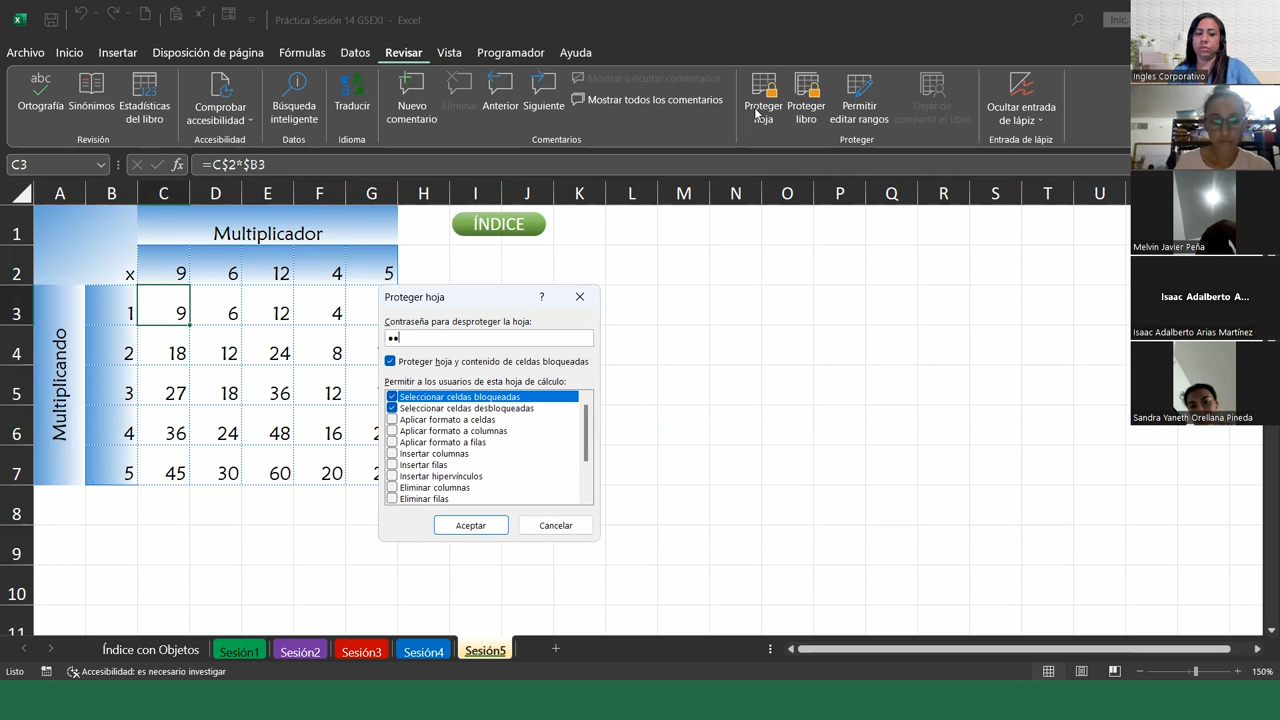 Práctica Sesión 14 G5EXI - Excel
Inic
Archivo Inicio Insertar Disposición de página Fórmulas Datos Revisar Vista Programador Ayuda
abc
Ortografía Sinónimos Estadísticas del libro
Comprobar accesibilidad
Búsqueda inteligente
Traducir
Nuevo comentario
Eliminar Anterior Siguiente
Mostrar u ocultar comentarios
Mostrar todos los comentarios
Proteger hoja
Proteger libro
Permitir editar rangos
Dejar de compartir el libro
Ocultar entrada de lápiz
Revisión Accesibilidad Datos Idioma Comentarios Proteger Entrada de lápiz
C3 fx =C$2*$B3
A B C D E F G H I J K L M N O P Q R S T U
1 Multiplicador ÍNDICE
2 x 9 6 12 4 5
3 1 9 6 12 4
4 2 18 12 24 8
5 3 27 18 36 12
6 4 36 24 48 16
7 5 45 30 60 20
8
9
10
11
Multiplicando
Proteger hoja ?
Contraseña para desproteger la hoja:
Proteger hoja y contenido de celdas bloqueadas
Permitir a los usuarios de esta hoja de cálculo:
Seleccionar celdas bloqueadas
Seleccionar celdas desbloqueadas
Aplicar formato a celdas
Aplicar formato a columnas
Aplicar formato a filas
Insertar columnas
Insertar filas
Insertar hipervínculos
Eliminar columnas
Eliminar filas
Aceptar Cancelar
Índice con Objetos Sesión1 Sesión2 Sesión3 Sesión4 Sesión5
Listo Accesibilidad: es necesario investigar 150%
Ingles Corporativo
Melvin Javier Peña
Isaac Adalberto A...
Isaac Adalberto Arias Martínez
Sandra Yaneth Orellana Pineda